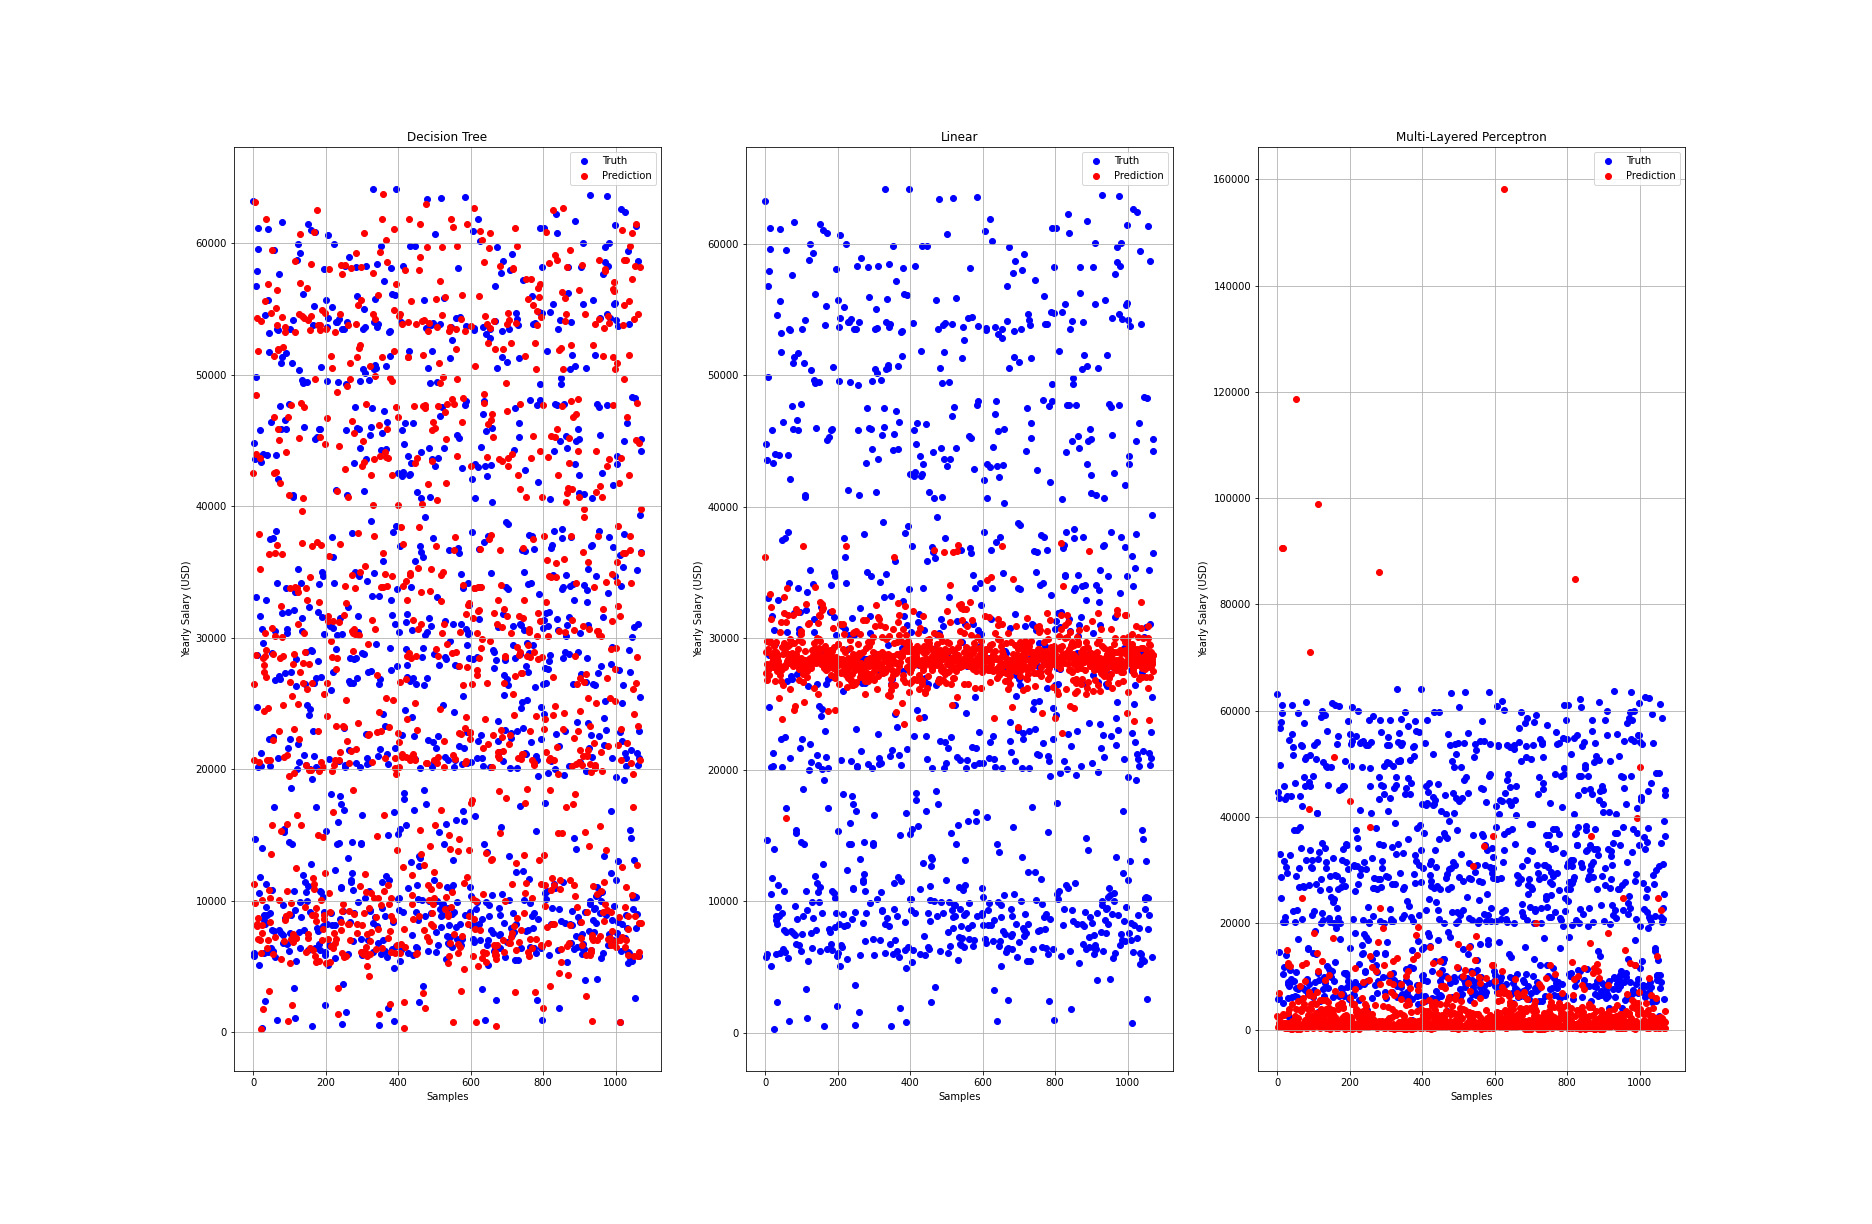 Decision Tree
Truth
Prediction
60000
50000
40000
30000
20000
10000
0
Yearly Salary (USD)
0 200 400 600 800 1000
Samples
Linear
Truth
Prediction
60000
50000
40000
30000
20000
10000
0
Yearly Salary (USD)
0 200 400 600 800 1000
Samples
Multi-Layered Perceptron
Truth
Prediction
160000
140000
120000
100000
80000
60000
40000
20000
0
Yearly Salary (USD)
0 200 400 600 800 1000
Samples